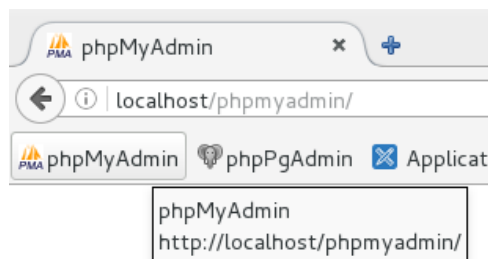 PMA phpMyAdmin
localhost/phpmyadmin/
PMA phpMyAdmin phpPgAdmin Applicat
phpMyAdmin
http://localhost/phpmyadmin/